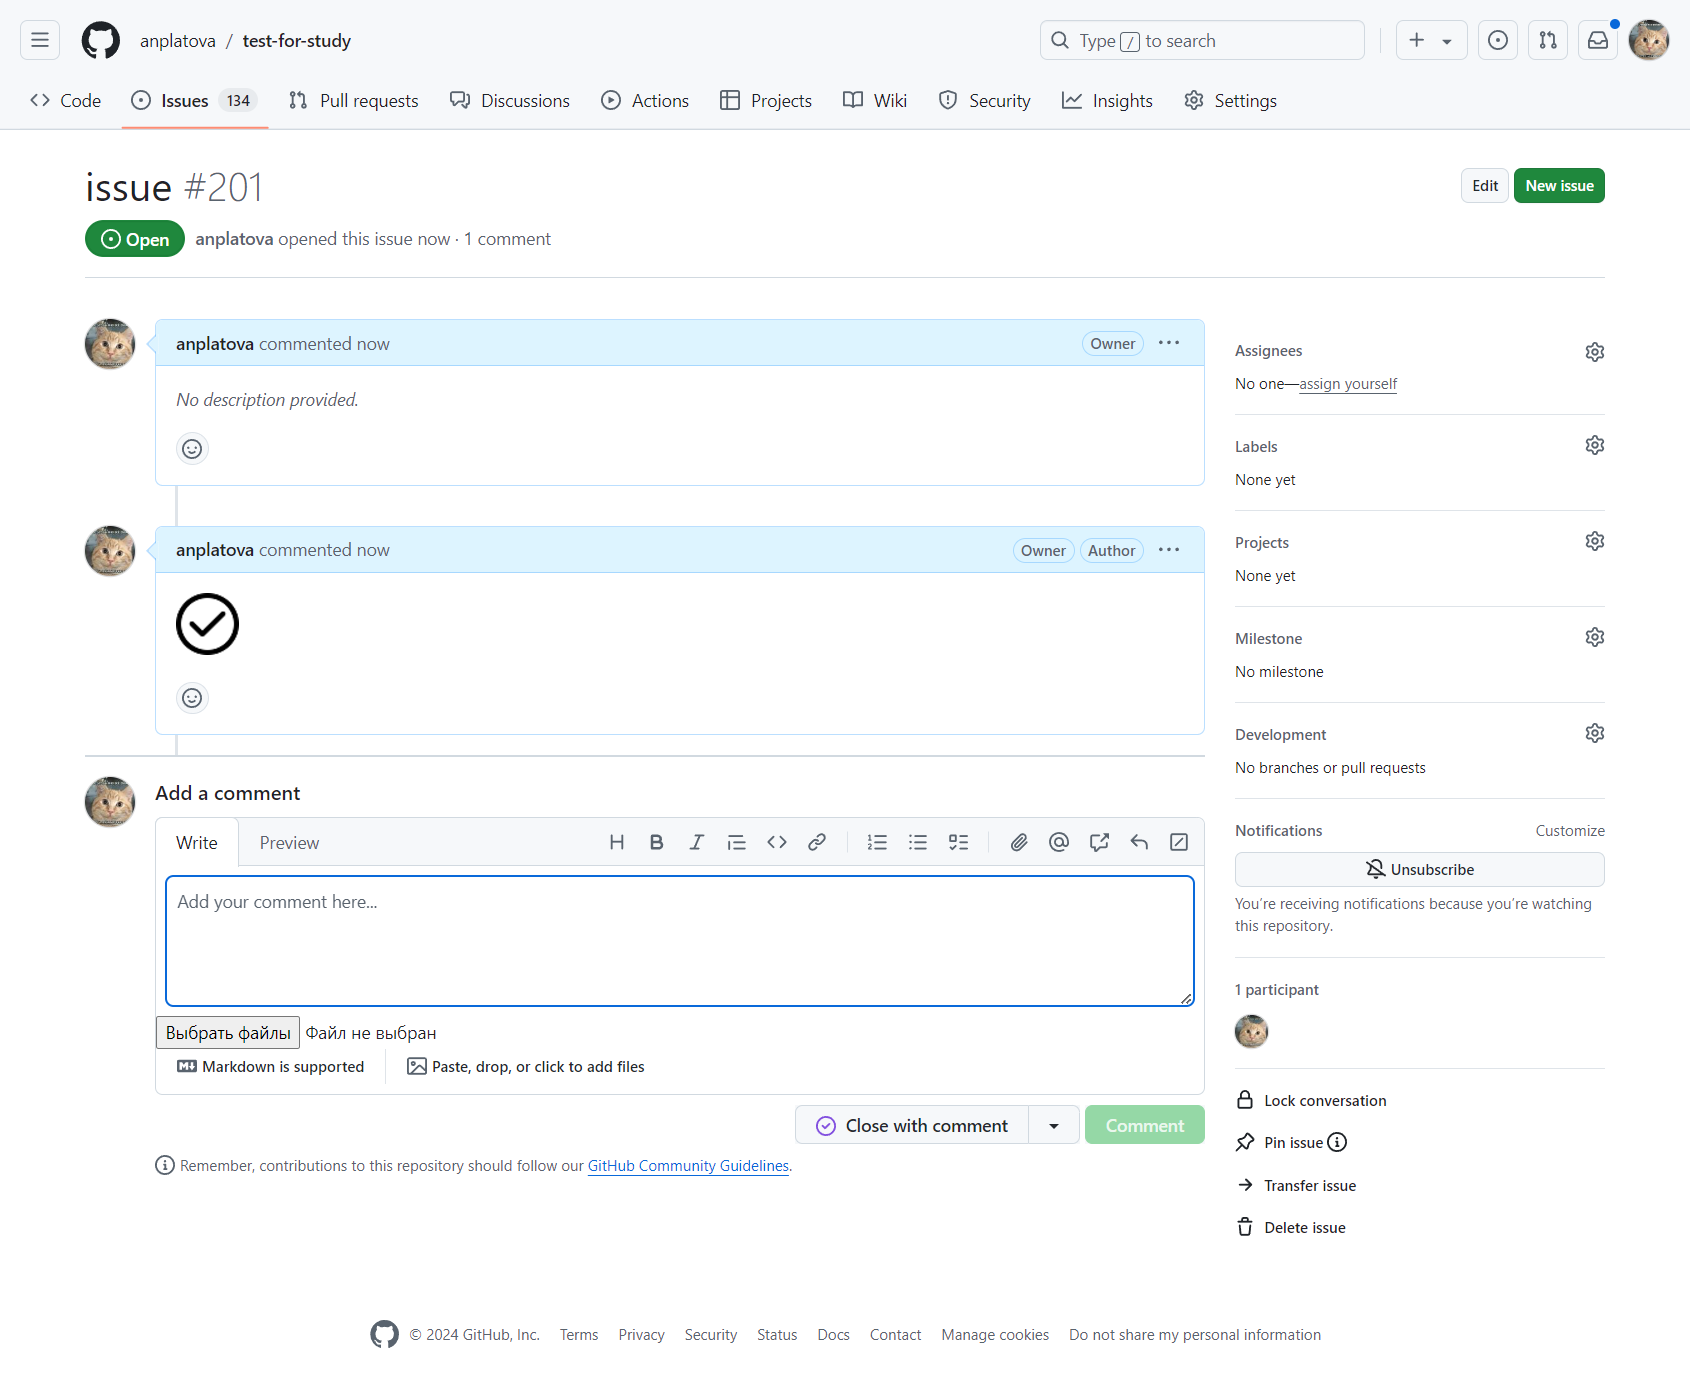 anplatova / test-for-study
Type / to search
Code Issues 134 Pull requests Discussions Actions Projects Wiki Security Insights Settings
issue #201
Edit New issue
Open anplatova opened this issue now · 1 comment
anplatova commented now Owner
No description provided.
anplatova commented now Owner Author
Add a comment
Write Preview
Add your comment here...
Выбрать файлы Файл не выбран
Markdown is supported Paste, drop, or click to add files
Close with comment Comment
Remember, contributions to this repository should follow our GitHub Community Guidelines.
Assignees
No one—assign yourself
Labels
None yet
Projects
None yet
Milestone
No milestone
Development
No branches or pull requests
Notifications Customize
Unsubscribe
You’re receiving notifications because you’re watching
this repository.
1 participant
Lock conversation
Pin issue
Transfer issue
Delete issue
© 2024 GitHub, Inc. Terms Privacy Security Status Docs Contact Manage cookies Do not share my personal information